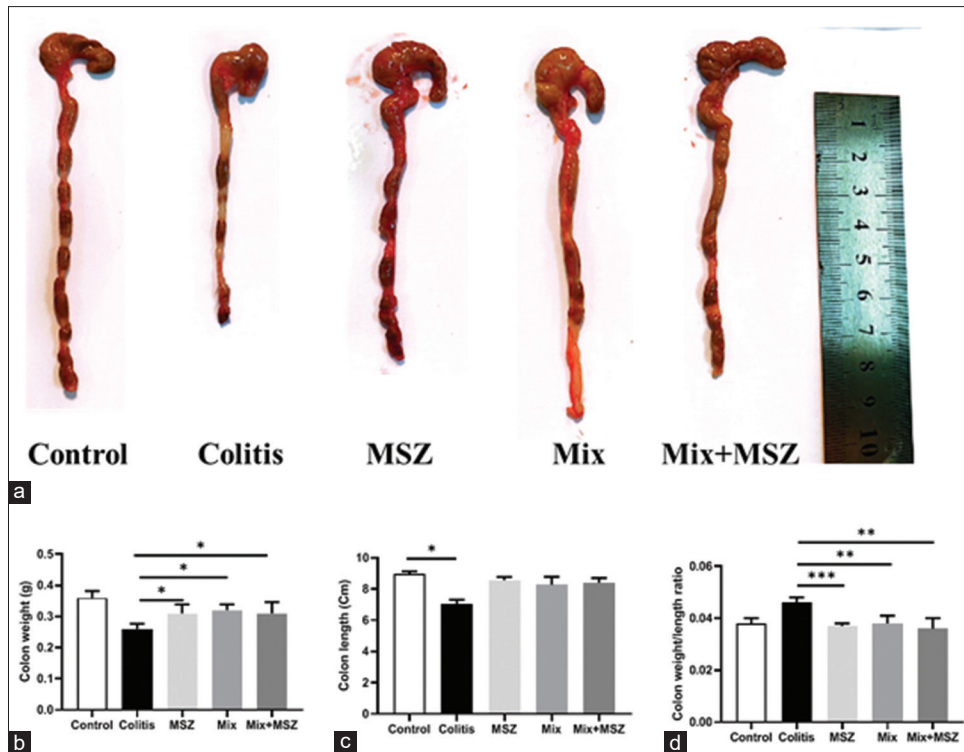 1
2
3
4
5
6
7
8
9
10
Control
Colitis
MSZ
Mix
Mix+MSZ
a
*
*
*
Colon weight (g)
0.5
0.4
0.3
0.2
0.1
0.0
Control
Colitis
MSZ
Mix
Mix+MSZ
b
*
Colon length (Cm)
10
8
6
4
2
0
Control
Colitis
MSZ
Mix
Mix+MSZ
c
**
**
***
Colon weight/length ratio
0.06
0.04
0.02
0.00
Control
Colitis
MSZ
Mix
Mix+MSZ
d